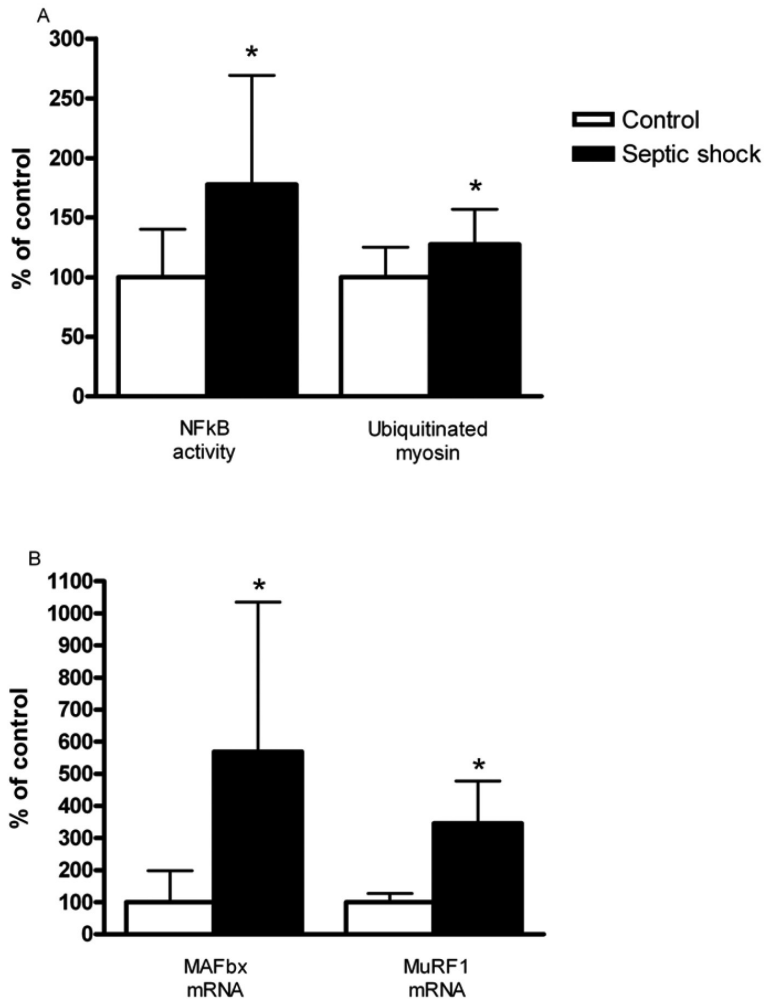 A
300
250
200
150
100
50
0
% of control
*
*
Control
Septic shock
NFkB
activity
Ubiquitinated
myosin
B
1100
1000
900
800
700
600
500
400
300
200
100
0
% of control
*
*
MAFbx
mRNA
MuRF1
mRNA